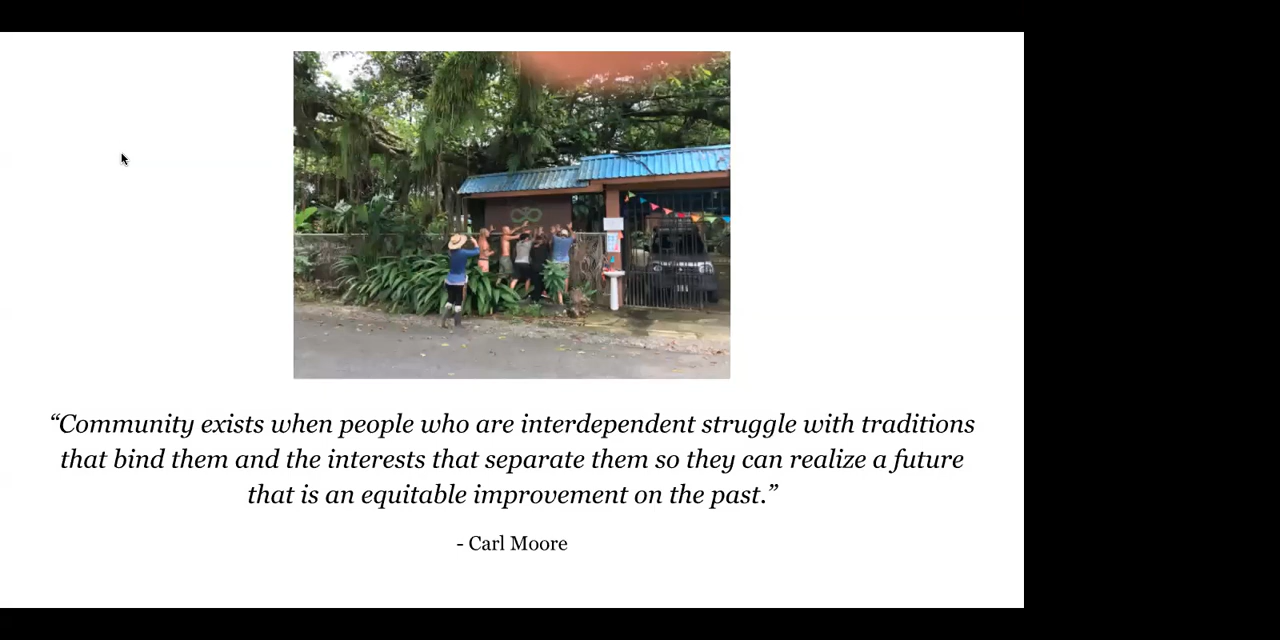 “Community exists when people who are interdependent struggle with traditions
that bind them and the interests that separate them so they can realize a future
that is an equitable improvement on the past.”
- Carl Moore